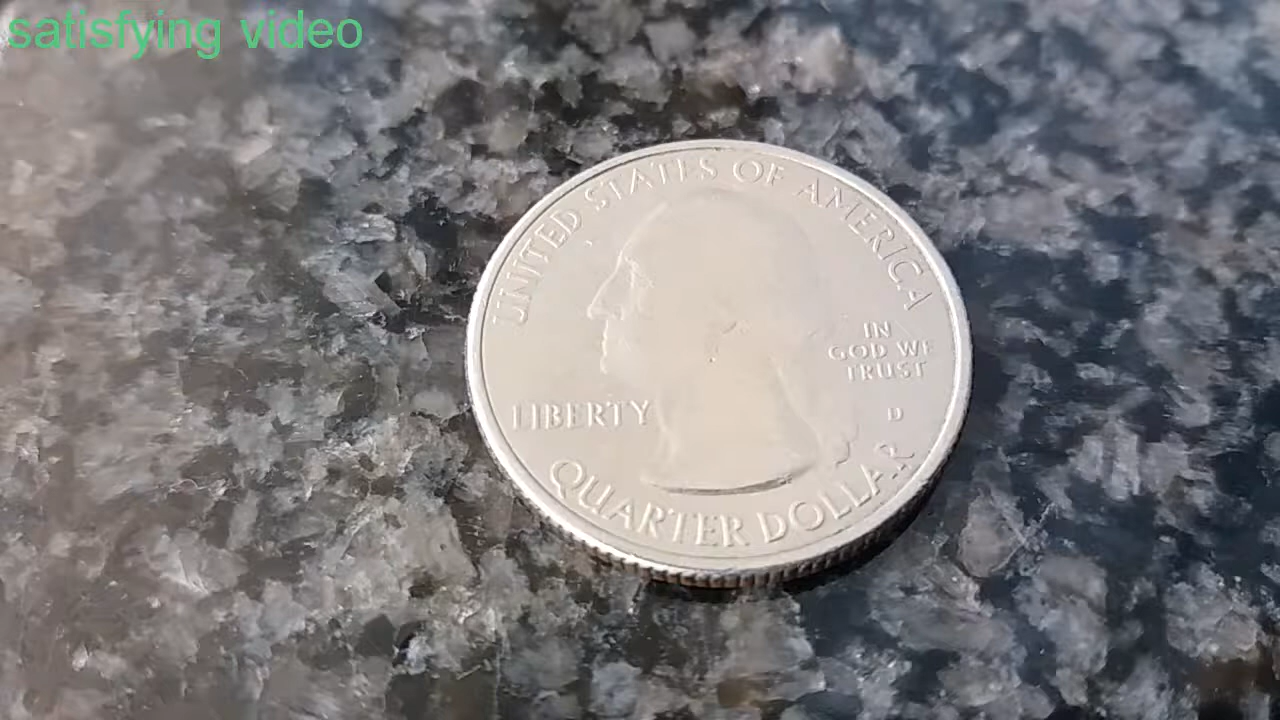 satisfying video
UNITED STATES OF AMERICA
IN
GOD WE
TRUST
LIBERTY
D
QUARTER DOLLAR